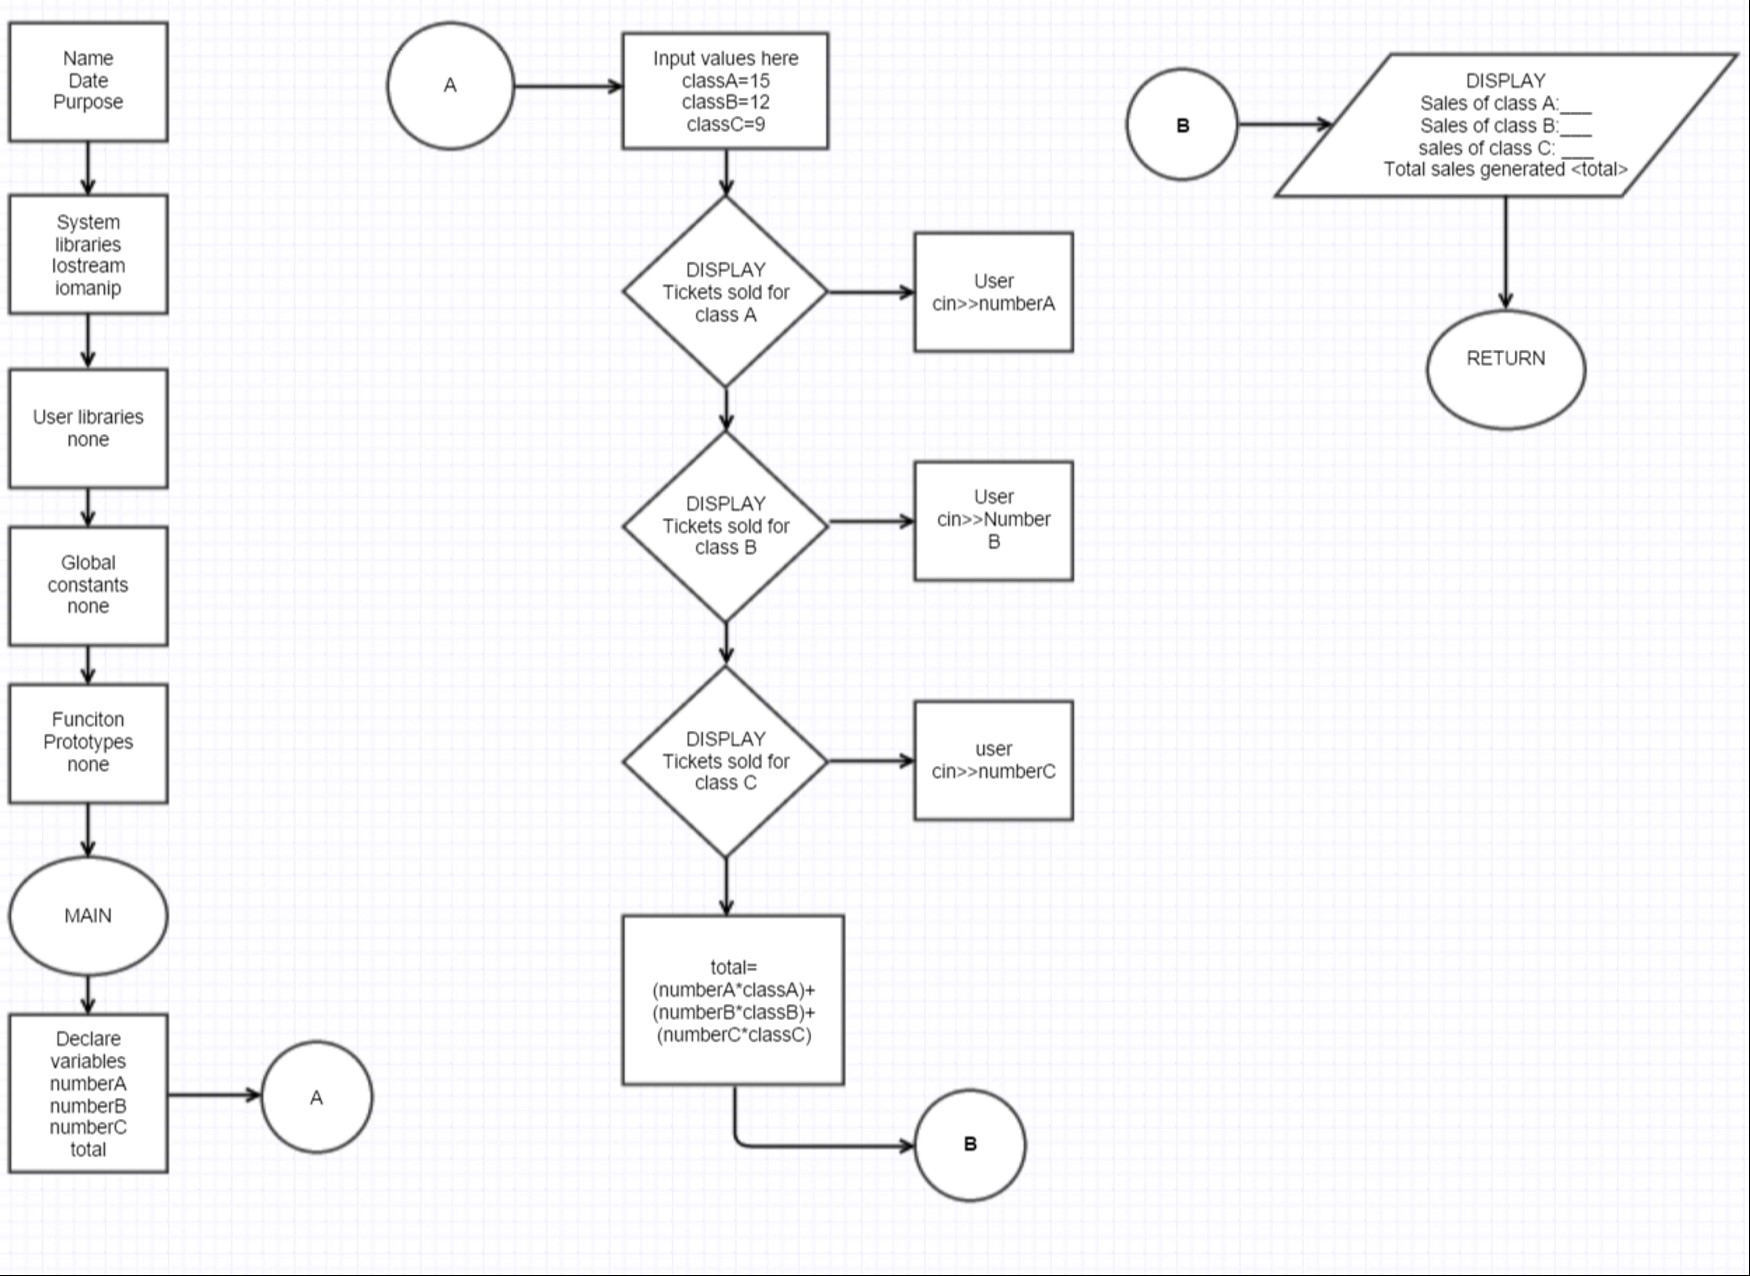 Name
Date
Purpose
System
libraries
Iostream
iomanip
User libraries
none
Global
constants
none
Funciton
Prototypes
none
MAIN
Declare
variables
numberA
numberB
numberC
total
A
A
Input values here
classA=15
classB=12
classC=9
DISPLAY
Tickets sold for
class A
User
cin>>numberA
DISPLAY
Tickets sold for
class B
User
cin>>Number
B
DISPLAY
Tickets sold for
class C
user
cin>>numberC
total=
(numberA*classA)+
(numberB*classB)+
(numberC*classC)
B
B
DISPLAY
Sales of class A:___
Sales of class B:___
sales of class C: ___
Total sales generated <total>
RETURN